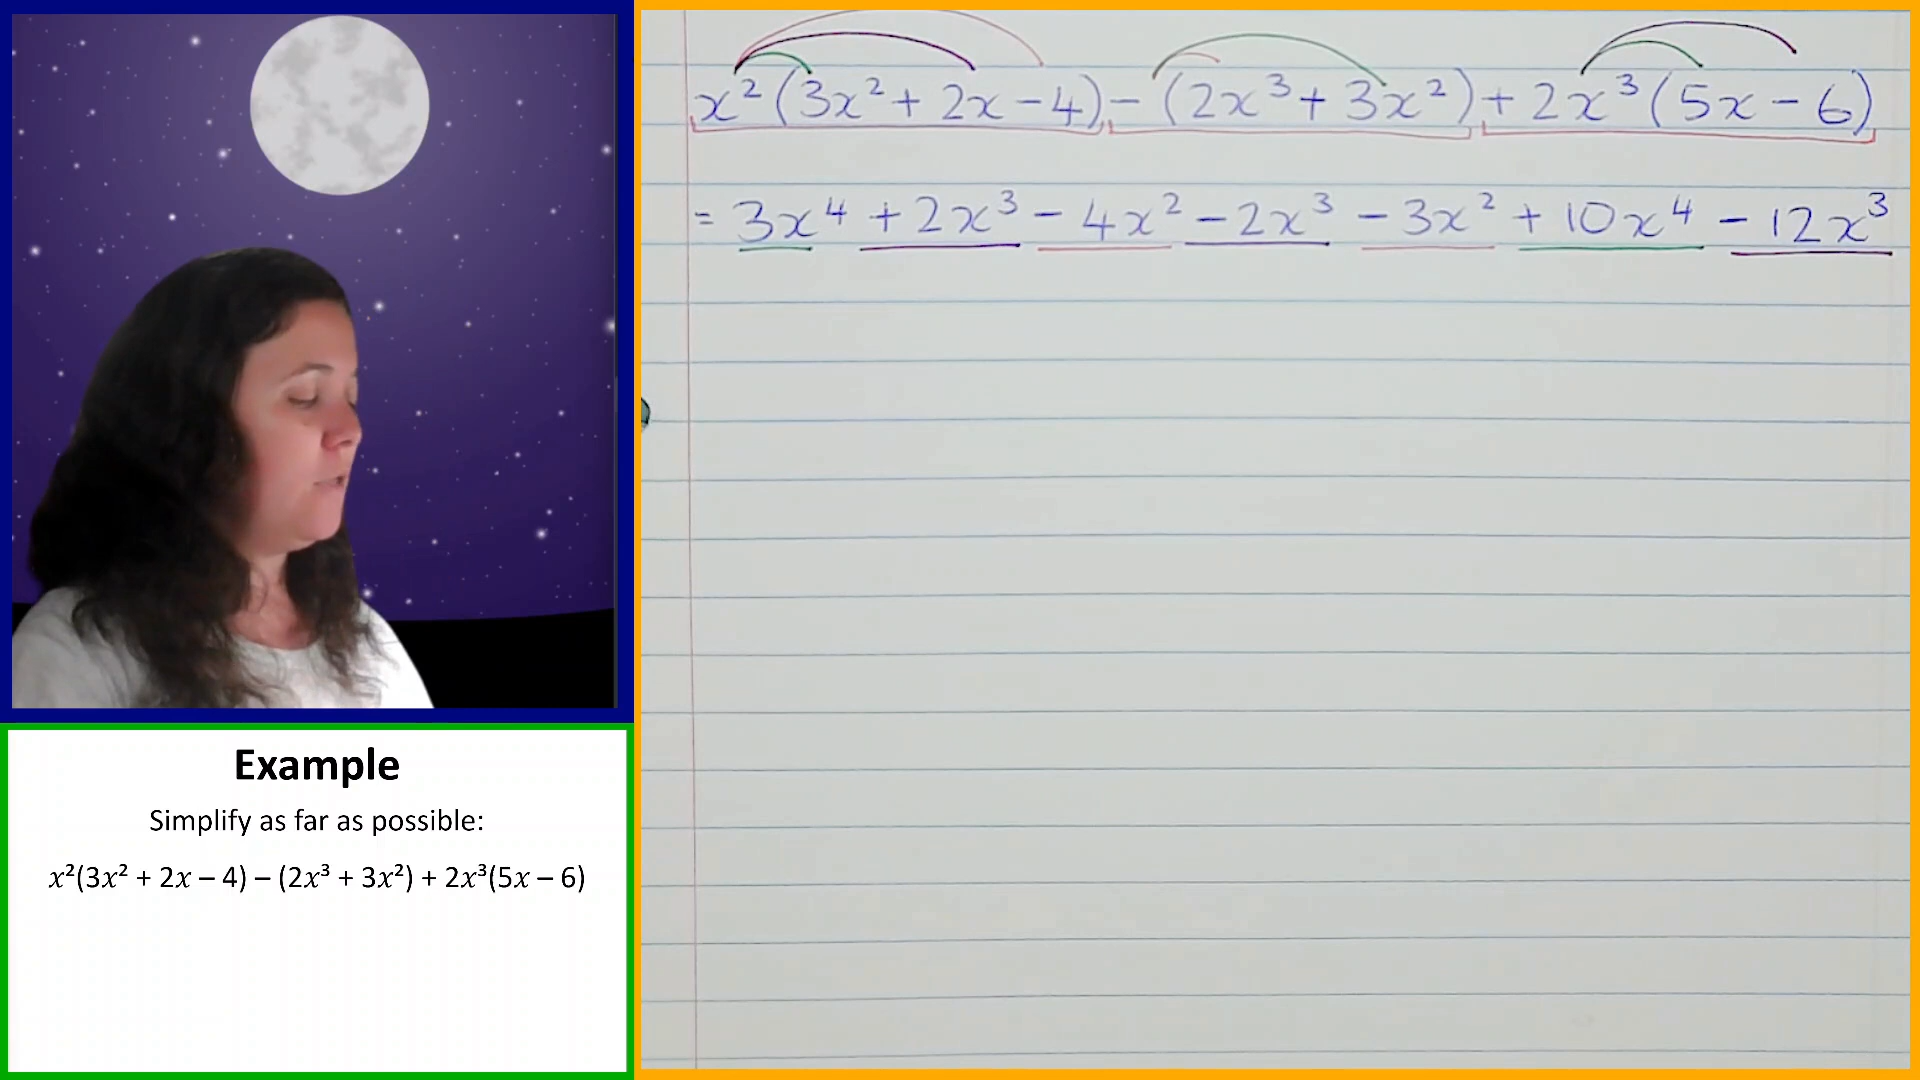 x²(3x² + 2x − 4) − (2x³ + 3x²) + 2x³(5x − 6)
= 3x⁴ + 2x³ − 4x² − 2x³ − 3x² + 10x⁴ − 12x³
Example
Simplify as far as possible:
x²(3x² + 2x – 4) – (2x³ + 3x²) + 2x³(5x – 6)